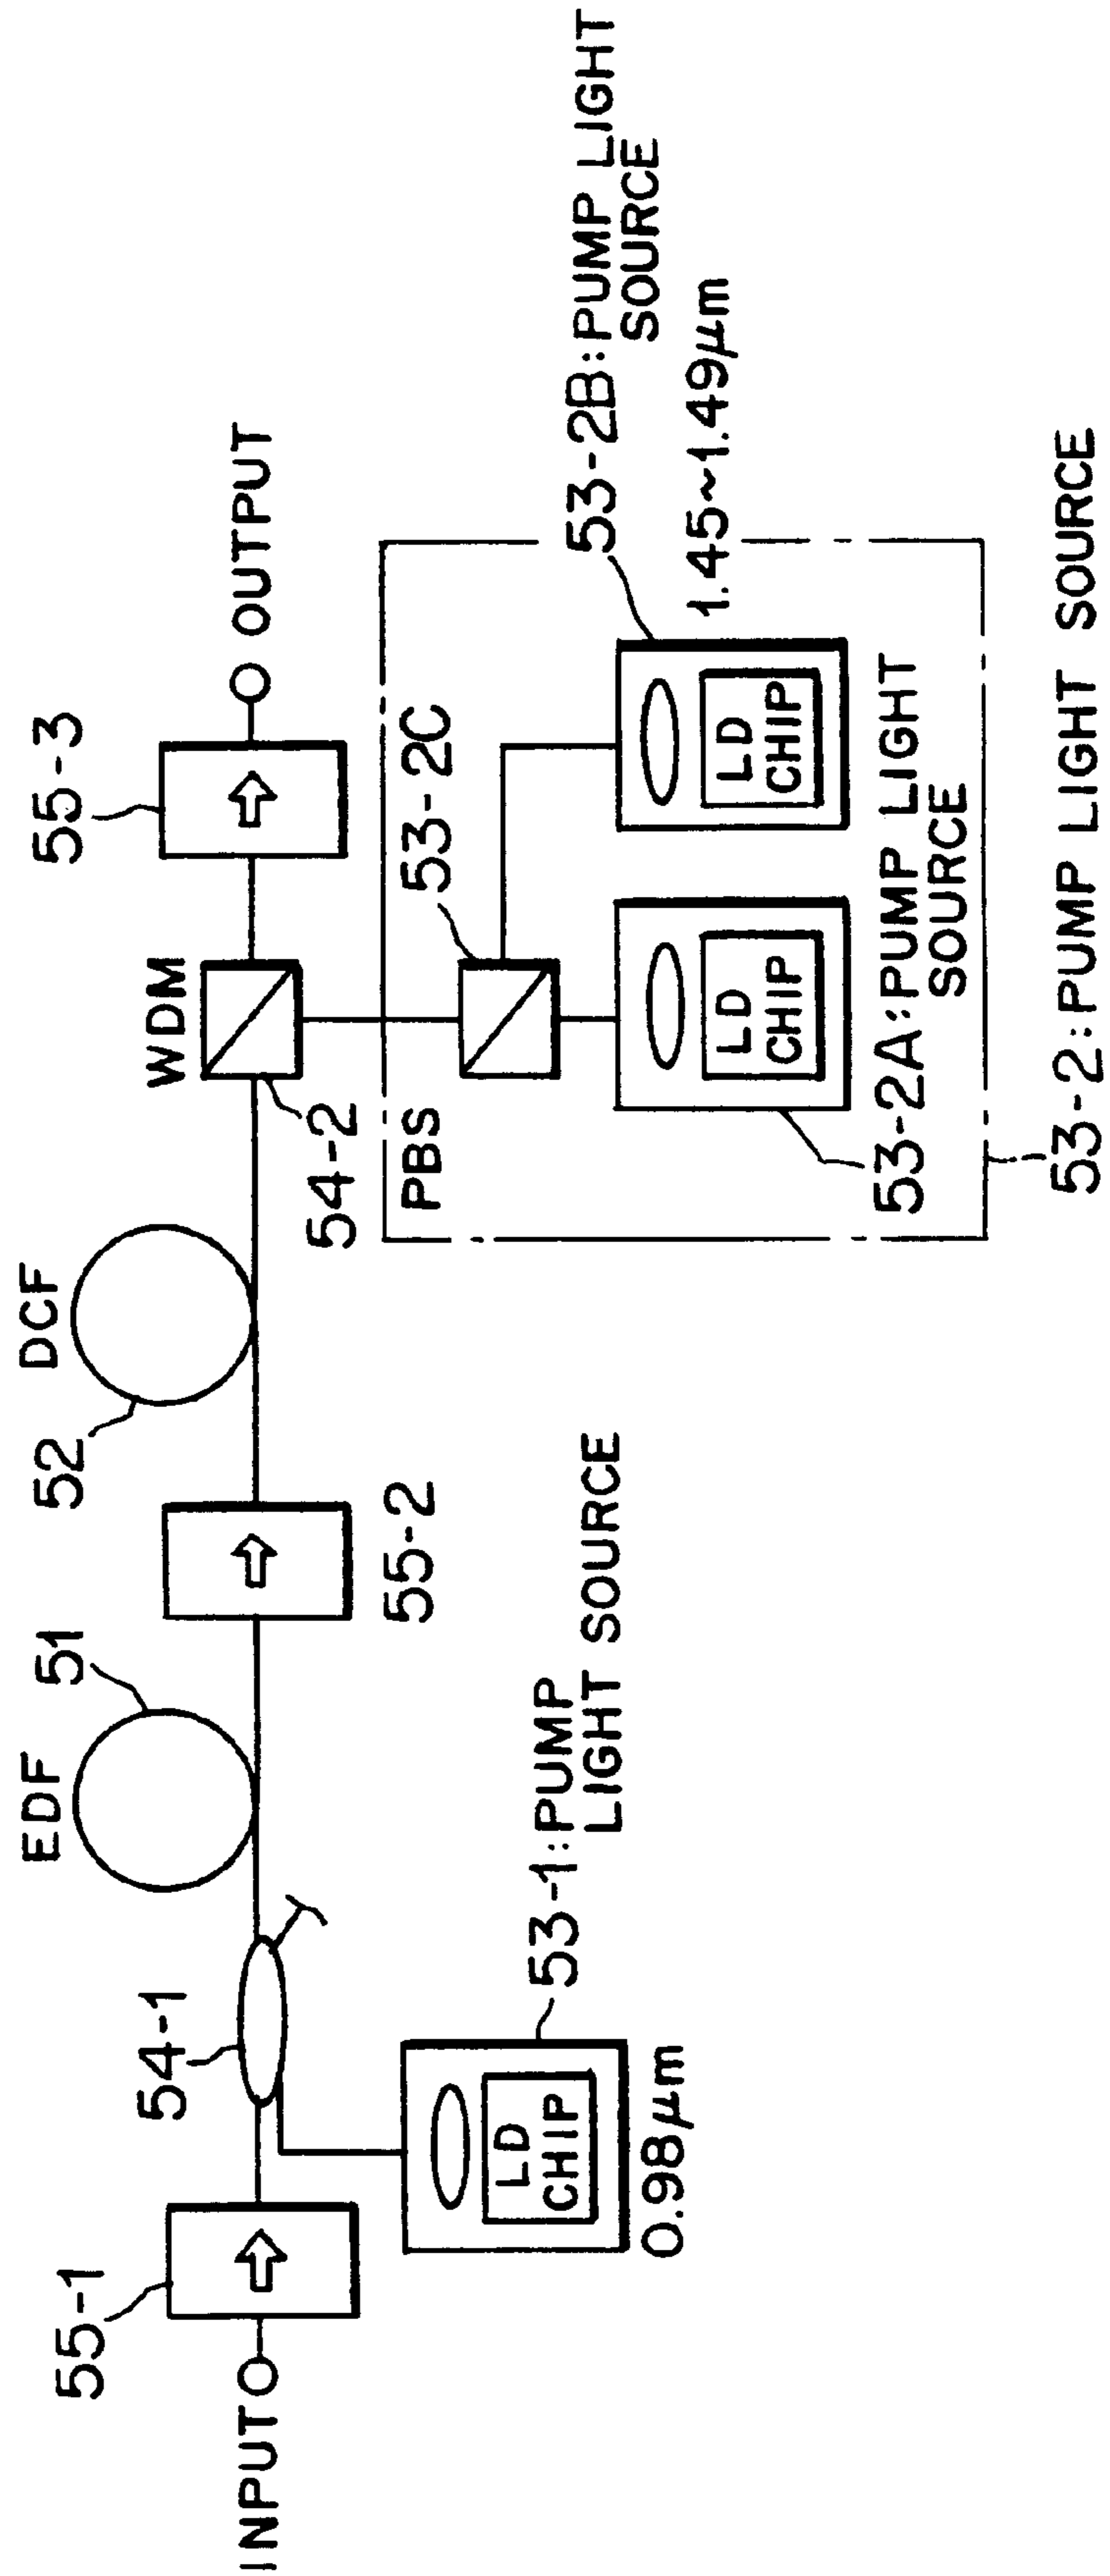 INPUT
55-1
54-1
EDF
51
55-2
52
DCF
WDM
54-2
55-3
OUTPUT
LD
CHIP
0.98μm
53-1:PUMP
LIGHT SOURCE
PBS
53-2C
LD
CHIP
53-2A:PUMP LIGHT
SOURCE
LD
CHIP
53-2B:PUMP LIGHT
SOURCE
1.45~1.49μm
53-2:PUMP LIGHT SOURCE